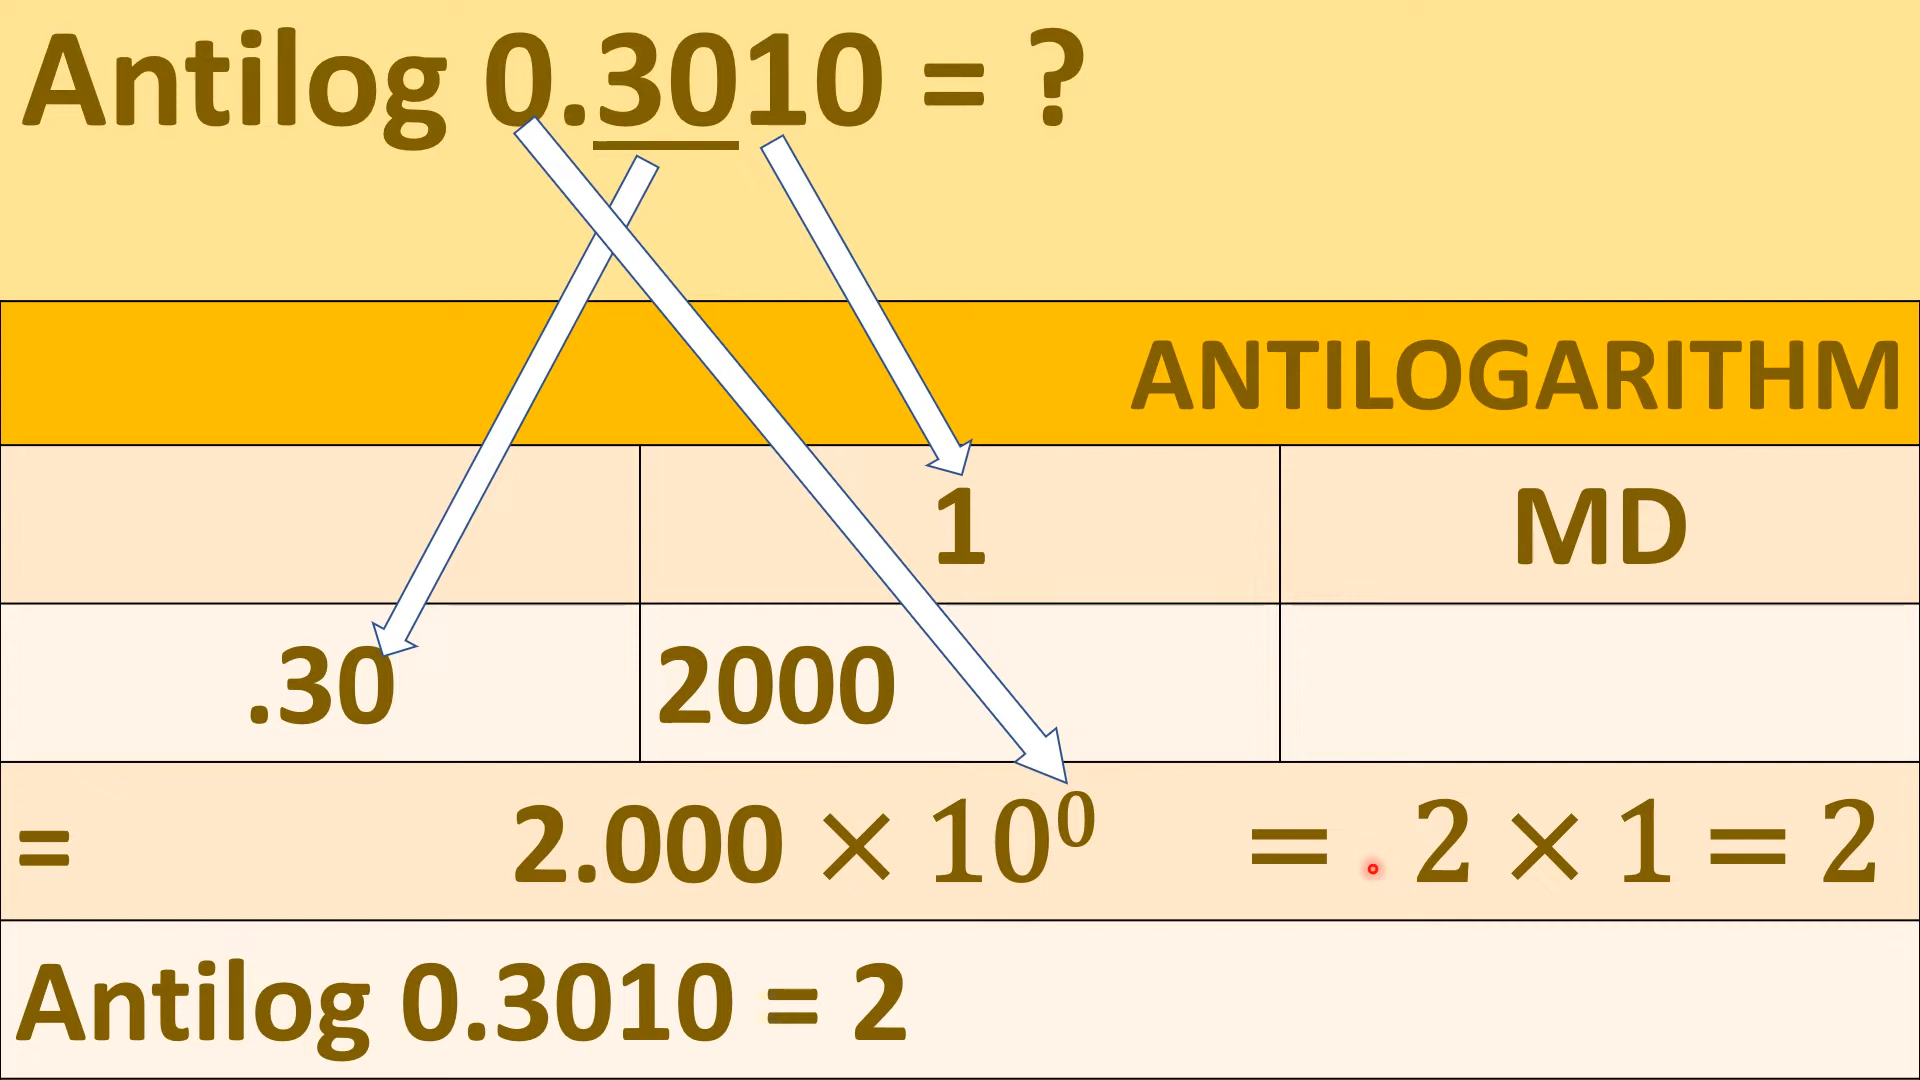 Antilog 0.3010 = ?
ANTILOGARITHM
1 MD
.30 2000
= 2.000 × 10⁰ = 2 × 1 = 2
Antilog 0.3010 = 2